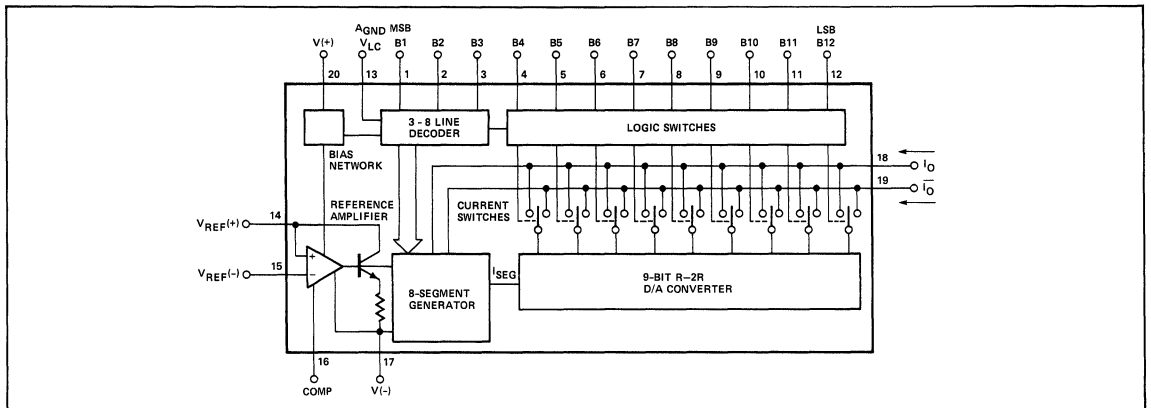 AGND MSB LSB
V(+) VLC B1 B2 B3 B4 B5 B6 B7 B8 B9 B10 B11 B12
20 13 1 2 3 4 5 6 7 8 9 10 11 12
3 - 8 LINE
DECODER
LOGIC SWITCHES
BIAS
NETWORK
18 IO
19 IO
CURRENT
SWITCHES
REFERENCE
AMPLIFIER
VREF(+) 14
VREF(-) 15
+
-
8-SEGMENT
GENERATOR
ISEG
9-BIT R-2R
D/A CONVERTER
16 17
COMP V(-)